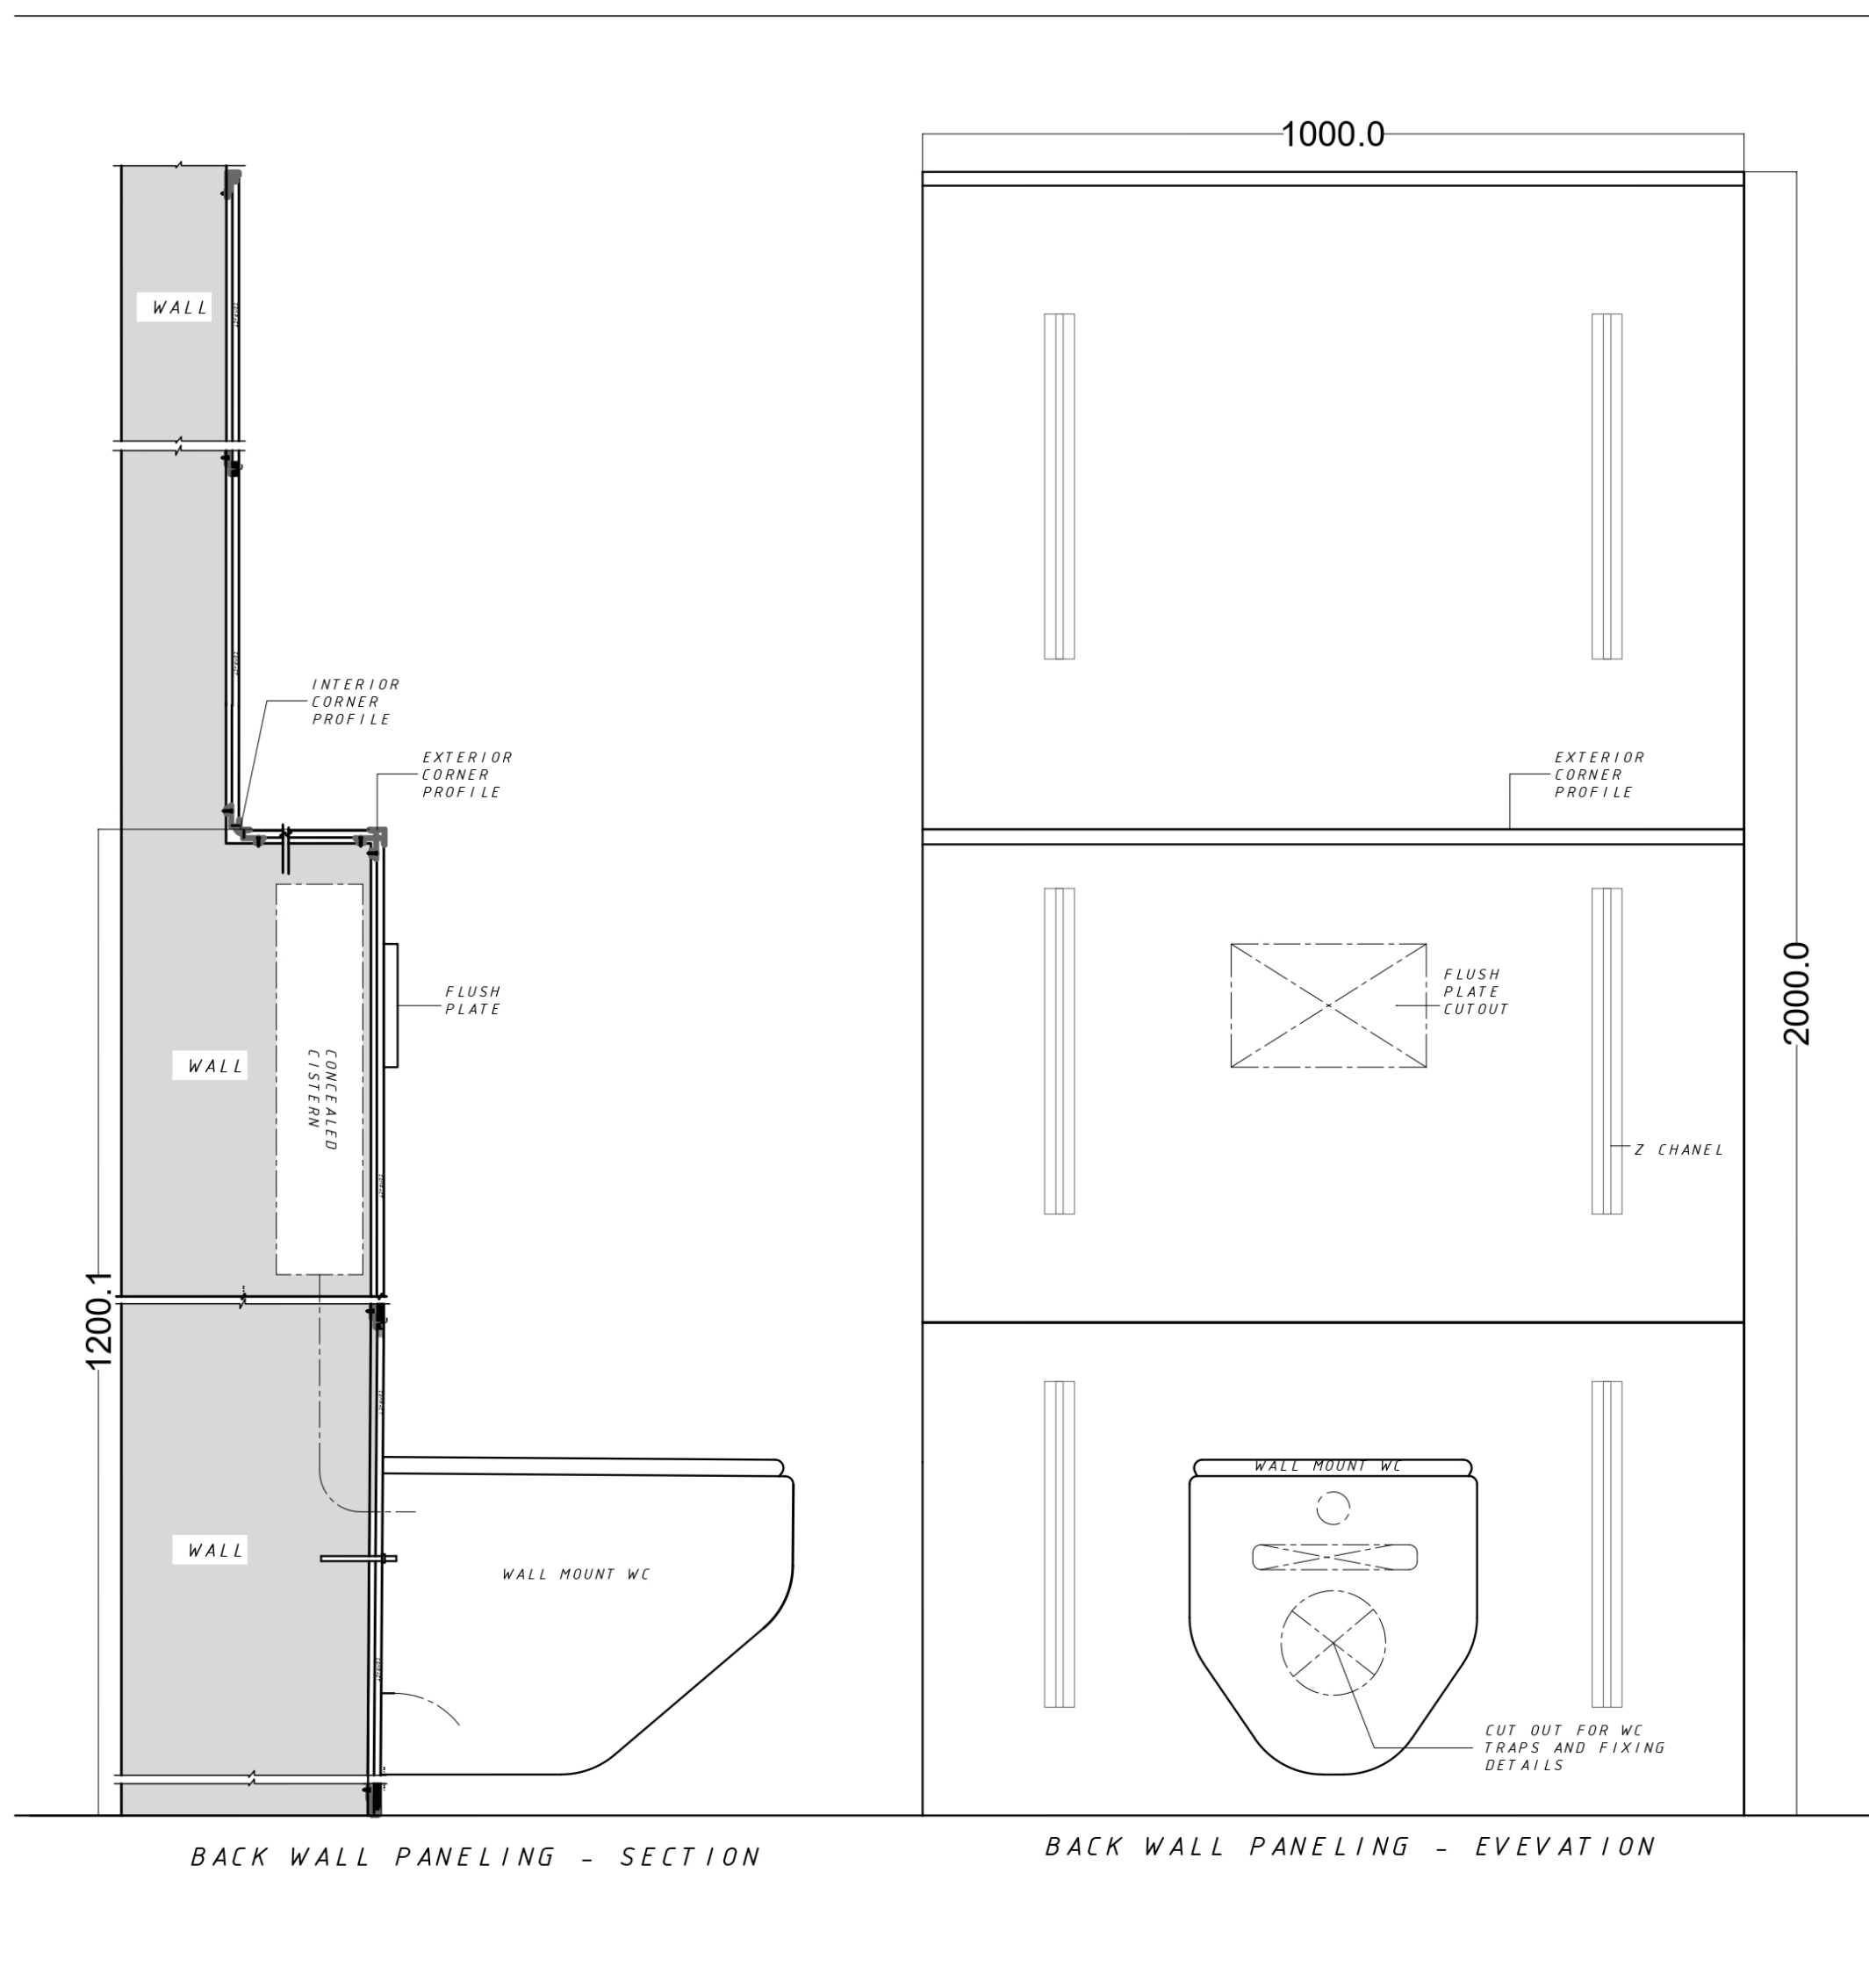 1000.0
WALL
INTERIOR
CORNER
PROFILE
EXTERIOR
CORNER
PROFILE
EXTERIOR
CORNER
PROFILE
FLUSH
PLATE
FLUSH
PLATE
CUTOUT
2000.0
WALL
CONCEALED
CISTERN
Z CHANEL
1200.1
WALL MOUNT WC
WALL
WALL MOUNT WC
CUT OUT FOR WC
TRAPS AND FIXING
DETAILS
BACK WALL PANELING - SECTION
BACK WALL PANELING - EVEVATION